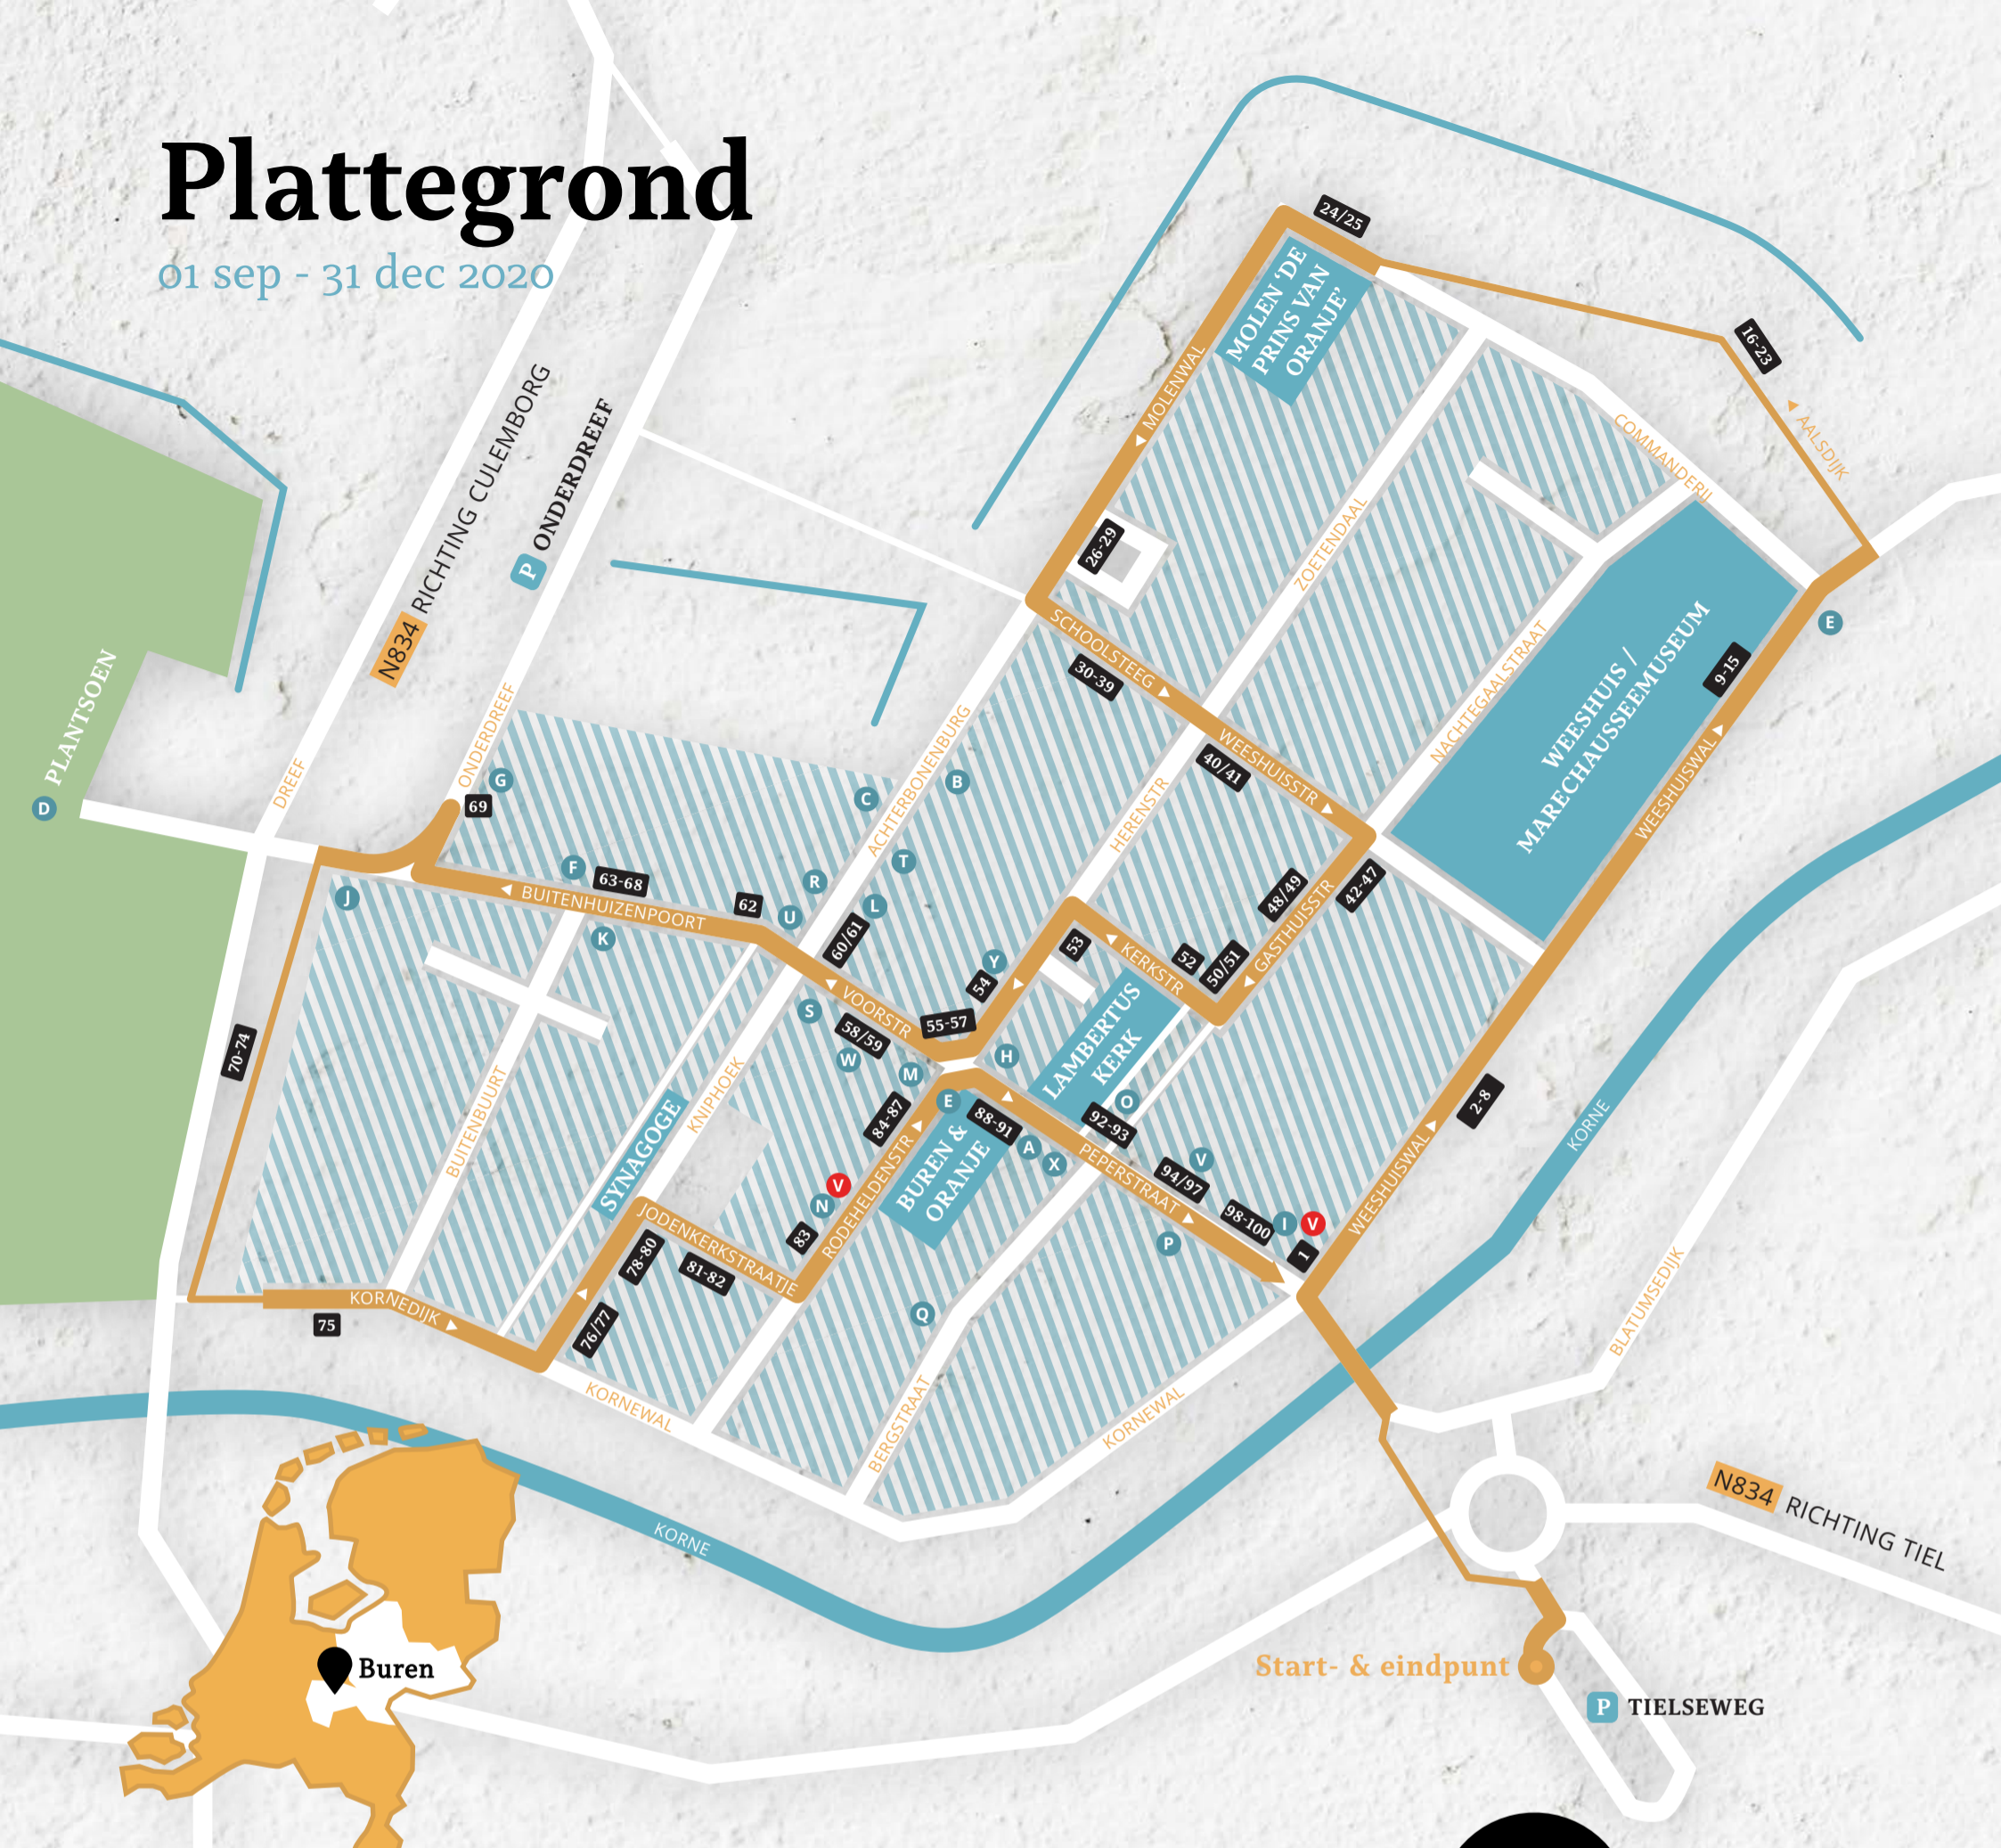 Plattegrond
01 sep - 31 dec 2020
24/25
MOLEN ‘DE
PRINS VAN
ORANJE’
16-23
◀ AALSDIJK
COMMANDERIJ
◀ MOLENWAL
N834 RICHTING CULEMBORG
P ONDERDREEF
26-29
ZOETENDAAL
SCHOOLSTEEG ▶
30-39
E
WEESHUIS /
MARECHAUSSEEMUSEUM
9-15
NACHTEGAALSTRAAT
PLANTSOEN
D
DREEF
ONDERDREEF
G
69
C
B
ACHTERBONENBURG
WEESHUISSTR ▶
40/41
HERENSTR
WEESHUISWAL ▶
F
63-68
◀ BUITENHUIZENPOORT
62
R
T
U
L
60/61
J
K
48/49
42-47
◀ GASTHUISSTR
53
◀ KERKSTR
52
50/51
Y
54
◀ VOORSTR
S
58/59
55-57
W
M
H
LAMBERTUS
KERK
70-74
BUITENBUURT
SYNAGOGE
KNIPHOEK
84-87
E
88-91
O
92-93
A
X
2-8
KORNE
BUREN &
ORANJE
PEPERSTRAAT ▶
V
94/97
98-100
I
V
1
P
WEESHUISWAL ▶
V
N
83
RODEHELDENSTR ▶
JODENKERKSTRAATJE
78-80
81-82
76/77
KORNEDIJK ▶
75
Q
BLATUMSEDIJK
KORNEWAL
BERGSTRAAT
KORNEWAL
KORNE
N834 RICHTING TIEL
Buren
Start- & eindpunt
P TIELSEWEG